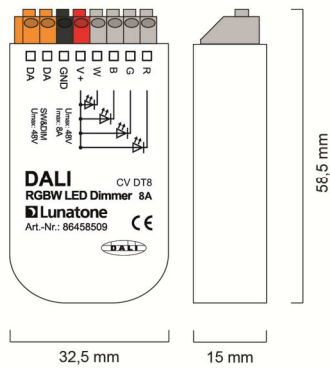 DA
DA
GND
V+
W
B
G
R
SW&DIM
Umax: 48V
Umax: 48V
Imax: 8A
DALI
CV DT8
RGBW LED Dimmer 8A
Lunatone
Art.-Nr.: 86458509
CE
DALI
58,5 mm
32,5 mm
15 mm